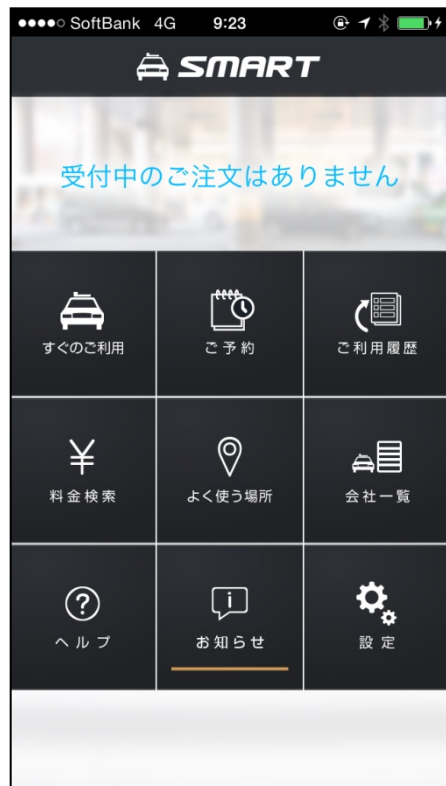 SoftBank 4G 9:23
SMART
受付中のご注文はありません
すぐのご利用
ご予約
ご利用履歴
¥
料金検索
よく使う場所
会社一覧
?
ヘルプ
i
お知らせ
設定